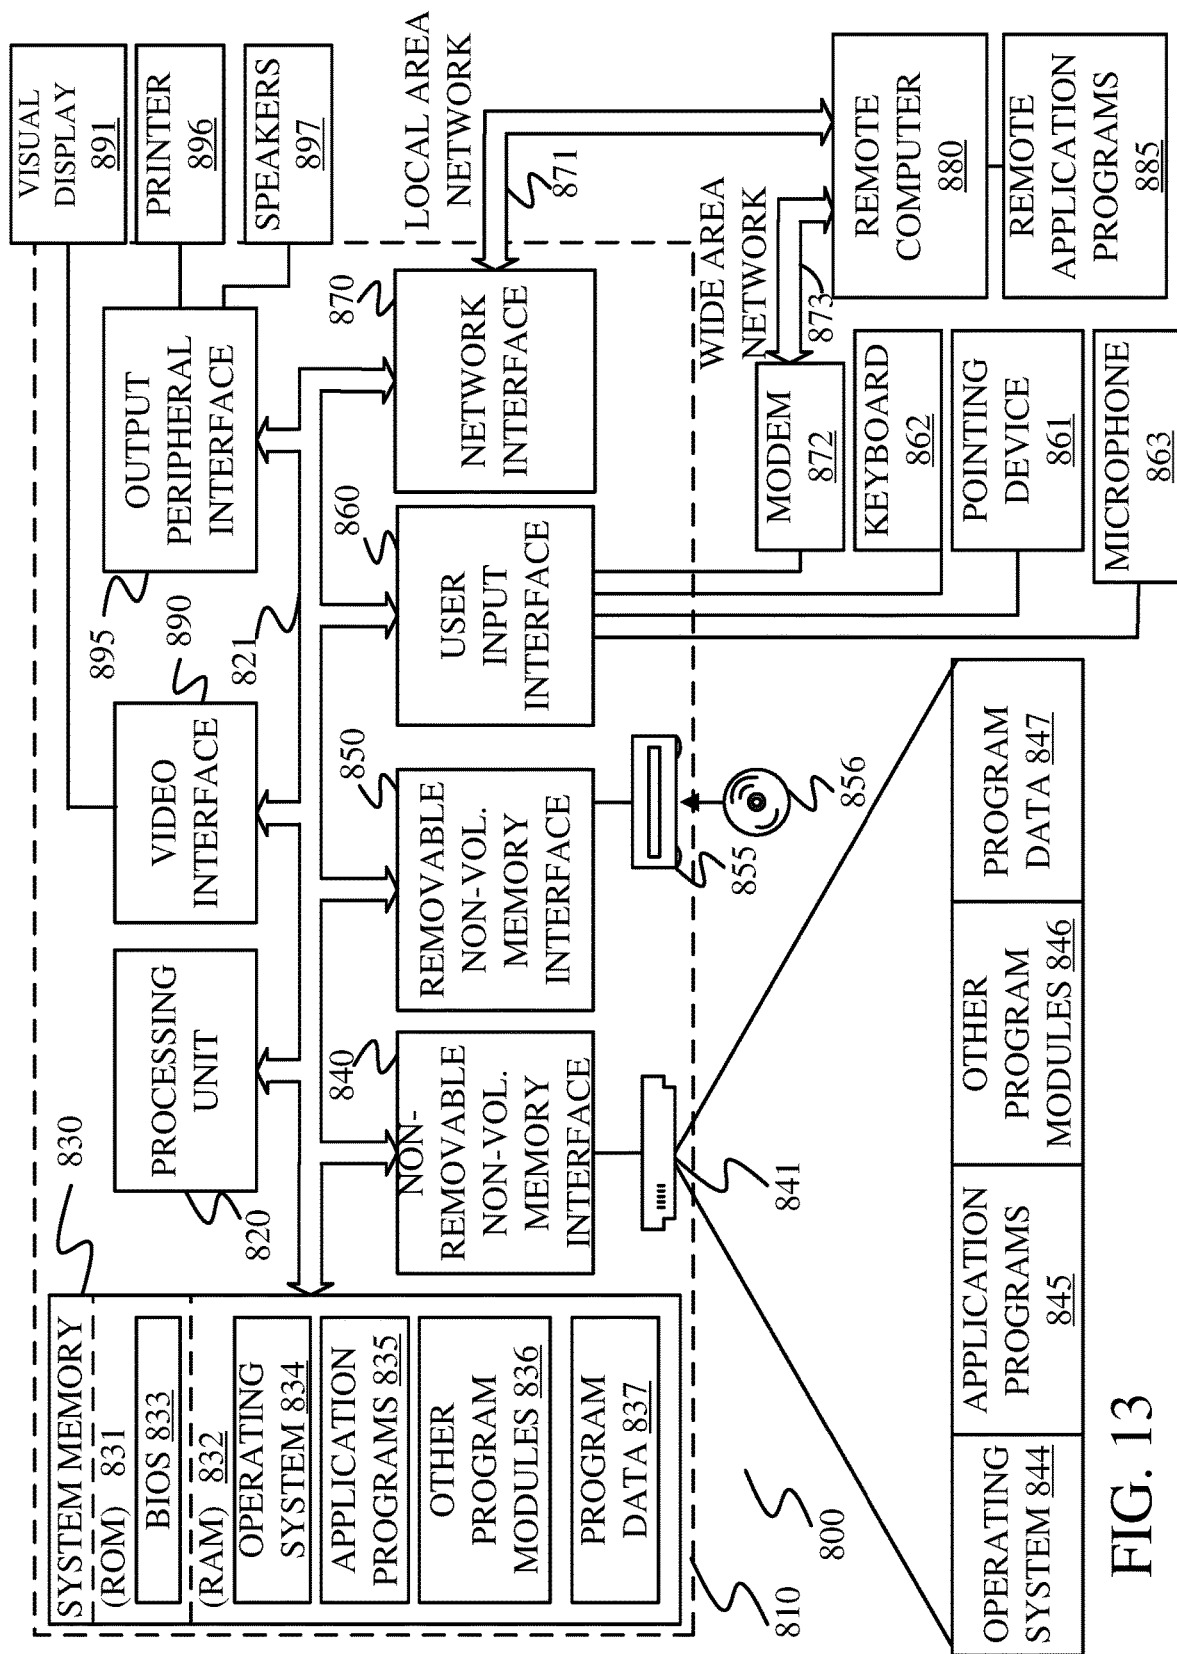 SYSTEM MEMORY
(ROM) 831
BIOS 833
(RAM) 832
OPERATING
SYSTEM 834
APPLICATION
PROGRAMS 835
OTHER
PROGRAM
MODULES 836
PROGRAM
DATA 837
830
PROCESSING
UNIT
820
VIDEO
INTERFACE
890
821
OUTPUT
PERIPHERAL
INTERFACE
895
VISUAL
DISPLAY
891
PRINTER
896
SPEAKERS
897
NON-
REMOVABLE
NON-VOL.
MEMORY
INTERFACE
840
REMOVABLE
NON-VOL.
MEMORY
INTERFACE
850
USER
INPUT
INTERFACE
860
NETWORK
INTERFACE
870
LOCAL AREA
NETWORK
871
810
800
841
855
856
WIDE AREA
NETWORK
873
MODEM
872
KEYBOARD
862
POINTING
DEVICE
861
MICROPHONE
863
REMOTE
COMPUTER
880
REMOTE
APPLICATION
PROGRAMS
885
OPERATING
SYSTEM 844
APPLICATION
PROGRAMS
845
OTHER
PROGRAM
MODULES 846
PROGRAM
DATA 847
FIG. 13